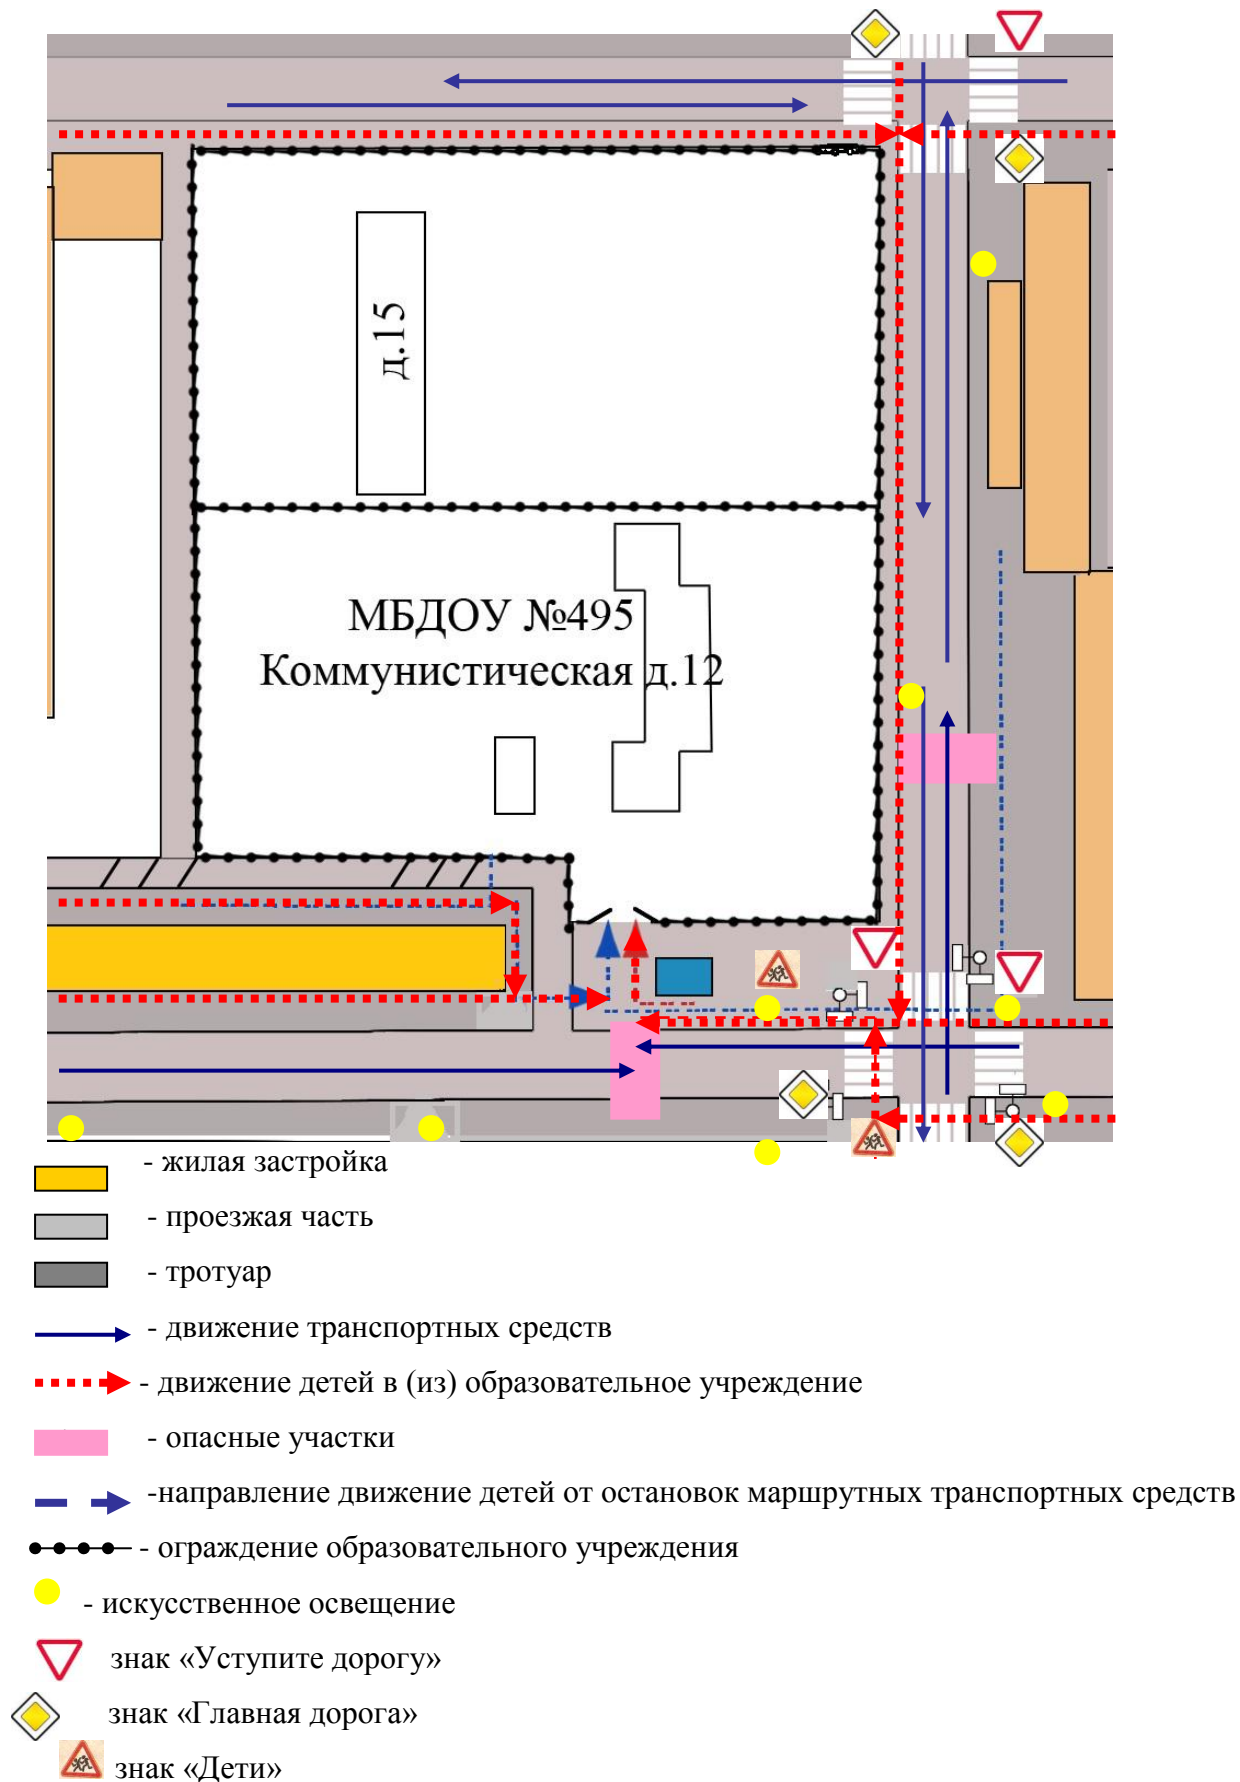 д.15
МБДОУ №495
Коммунистическая д.12
- жилая застройка
- проезжая часть
- тротуар
- движение транспортных средств
- движение детей в (из) образовательное учреждение
- опасные участки
-направление движение детей от остановок маршрутных транспортных средств
- ограждение образовательного учреждения
- искусственное освещение
знак «Уступите дорогу»
знак «Главная дорога»
знак «Дети»